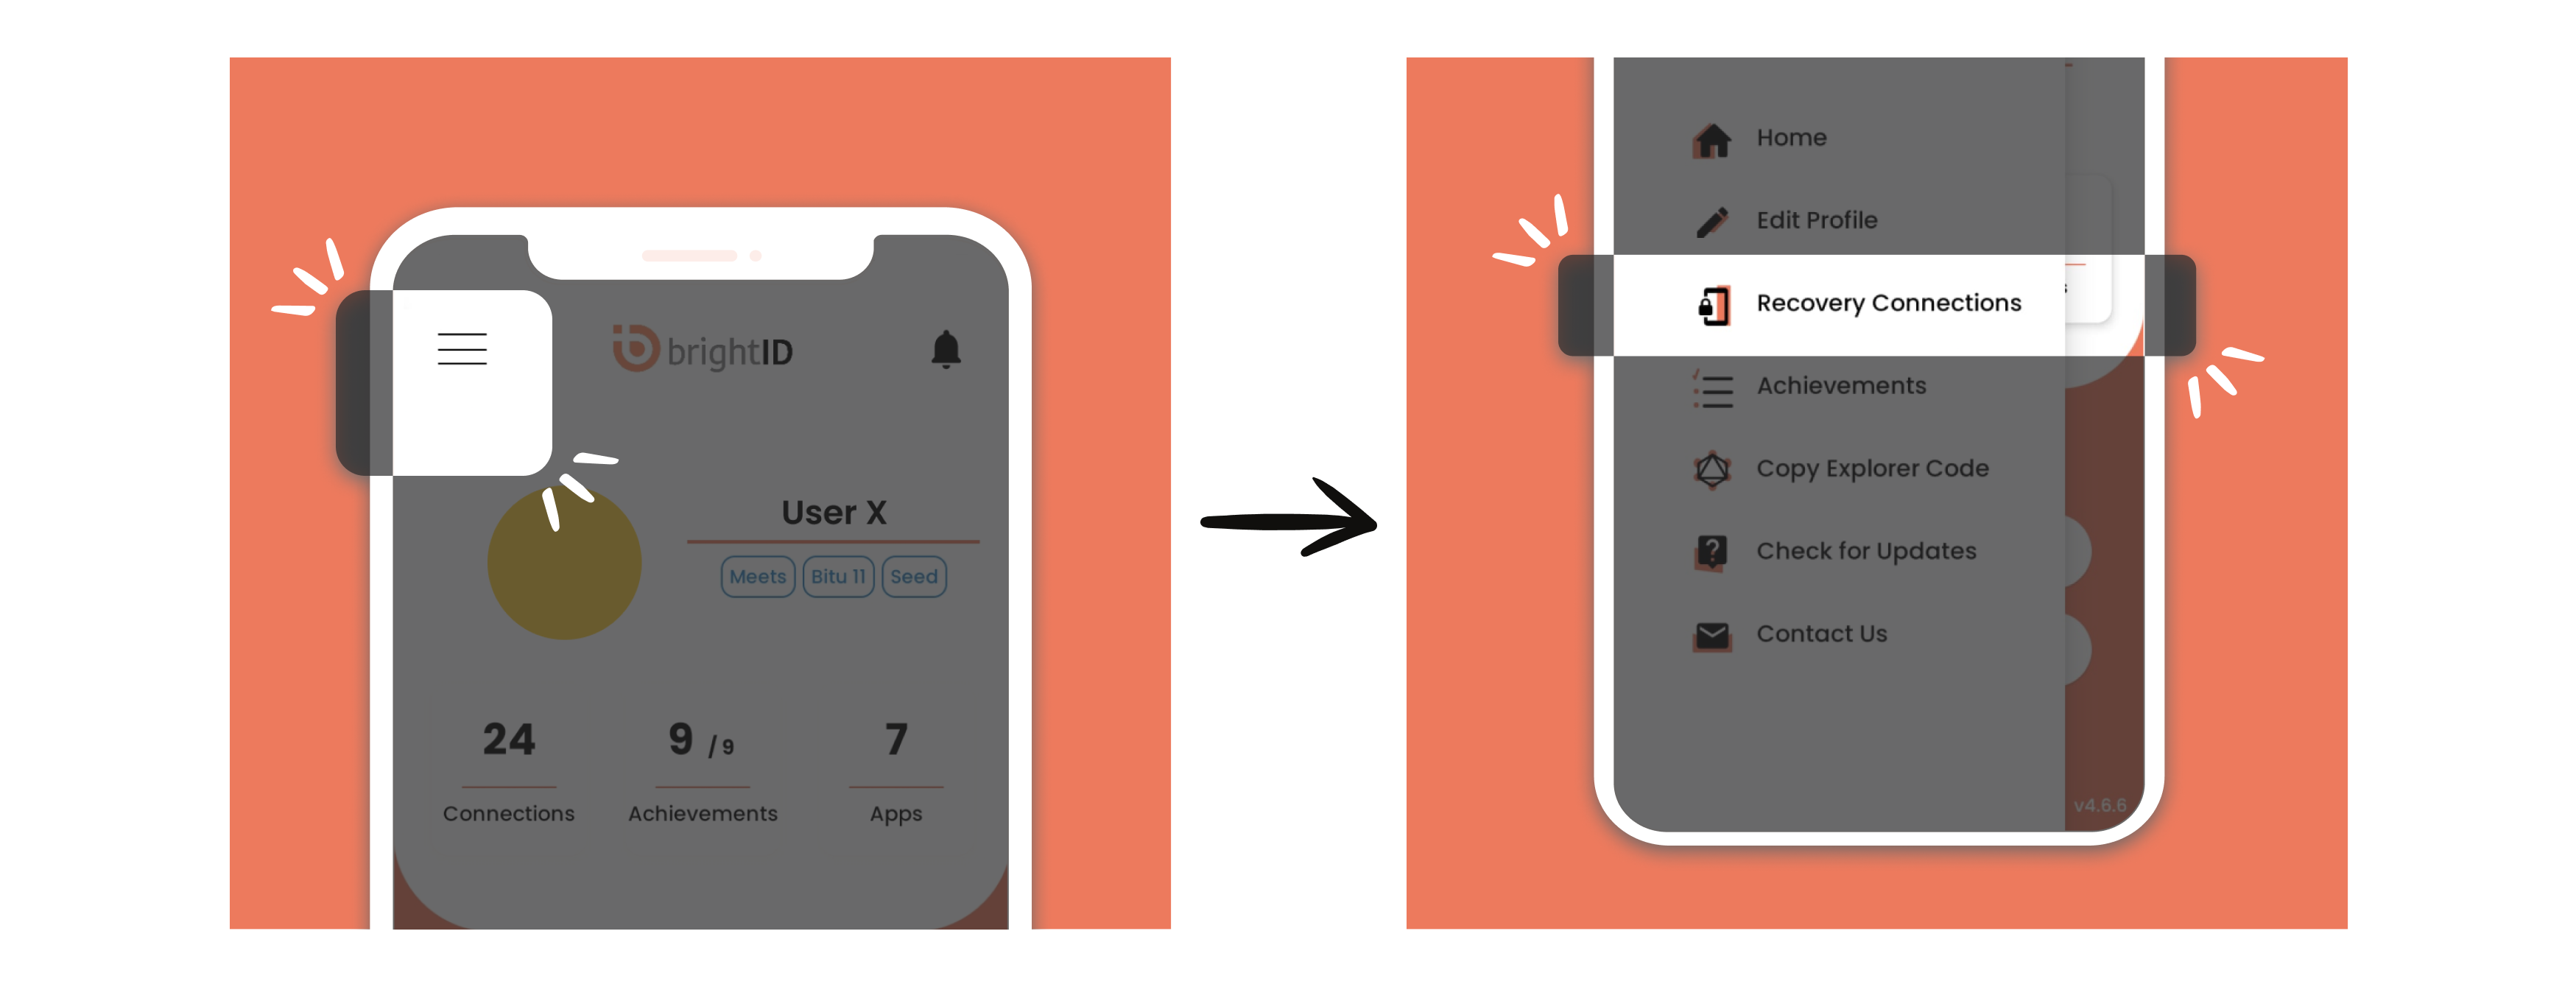 brightID
User X
Meets Bitu 11 Seed
24 9 / 9 7
Connections Achievements Apps
Home
Edit Profile
Recovery Connections
Achievements
Copy Explorer Code
Check for Updates
Contact Us
v4.6.6